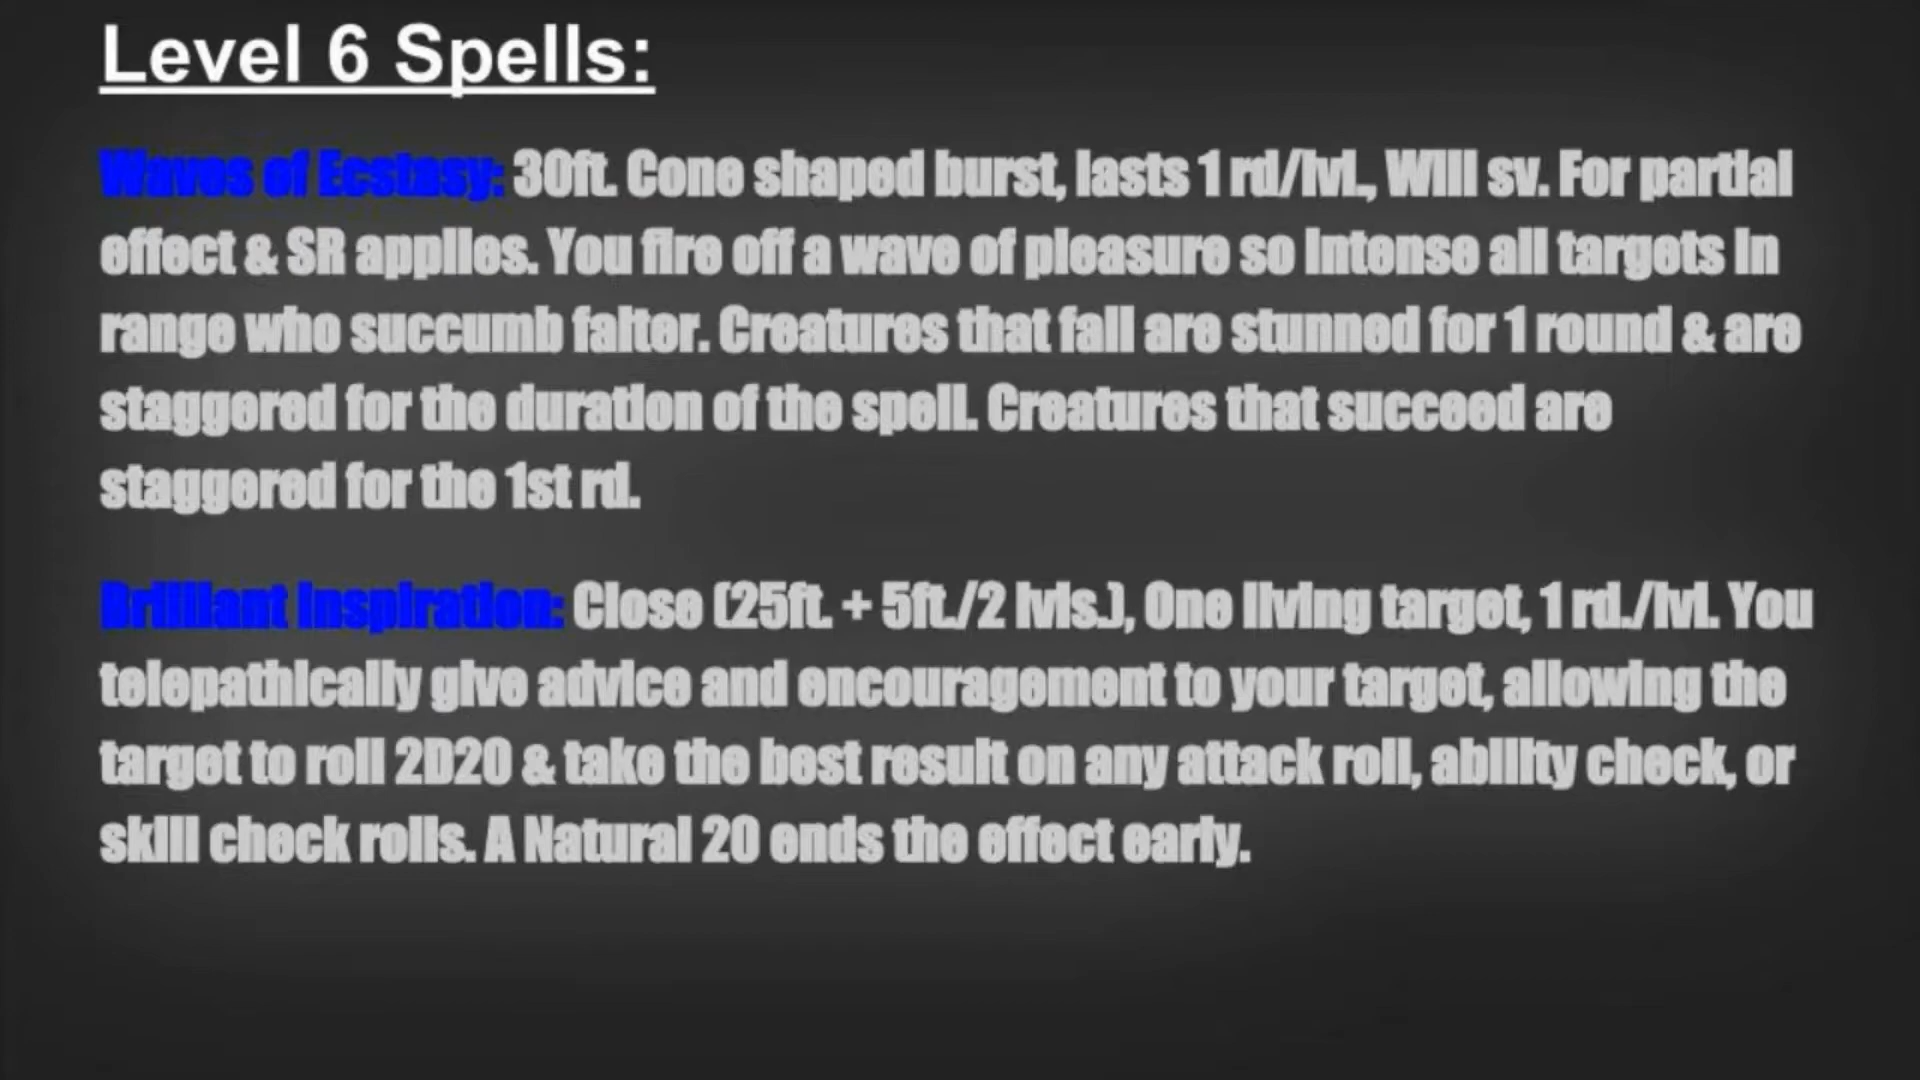 Level 6 Spells:
Waves of Ecstasy: 30ft. Cone shaped burst, lasts 1 rd/lvl., Will sv. For partial
effect & SR applies. You fire off a wave of pleasure so intense all targets in
range who succumb falter. Creatures that fail are stunned for 1 round & are
staggered for the duration of the spell. Creatures that succeed are
staggered for the 1st rd.
Brilliant Inspiration: Close (25ft. + 5ft./2 lvls.), One living target, 1 rd./lvl. You
telepathically give advice and encouragement to your target, allowing the
target to roll 2D20 & take the best result on any attack roll, ability check, or
skill check rolls. A Natural 20 ends the effect early.